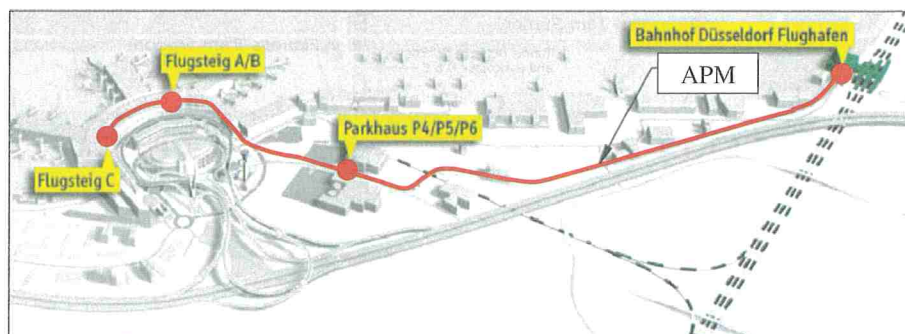 Bahnhof Düsseldorf Flughafen
Flugsteig A/B
APM
Parkhaus P4/P5/P6
Flugsteig C